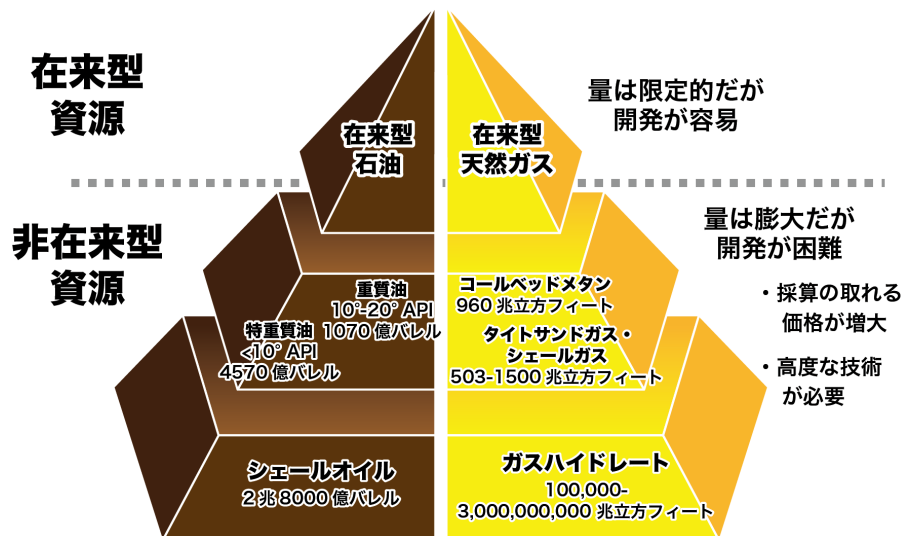 在来型
資源
在来型
石油
在来型
天然ガス
量は限定的だが
開発が容易
非在来型
資源
量は膨大だが
開発が困難
・採算の取れる
価格が増大
・高度な技術
が必要
重質油
10°-20° API
1070 億バレル
特重質油
<10° API
4570 億バレル
コールベッドメタン
960 兆立方フィート
タイトサンドガス・
シェールガス
503-1500 兆立方フィート
シェールオイル
2 兆 8000 億バレル
ガスハイドレート
100,000-
3,000,000,000 兆立方フィート